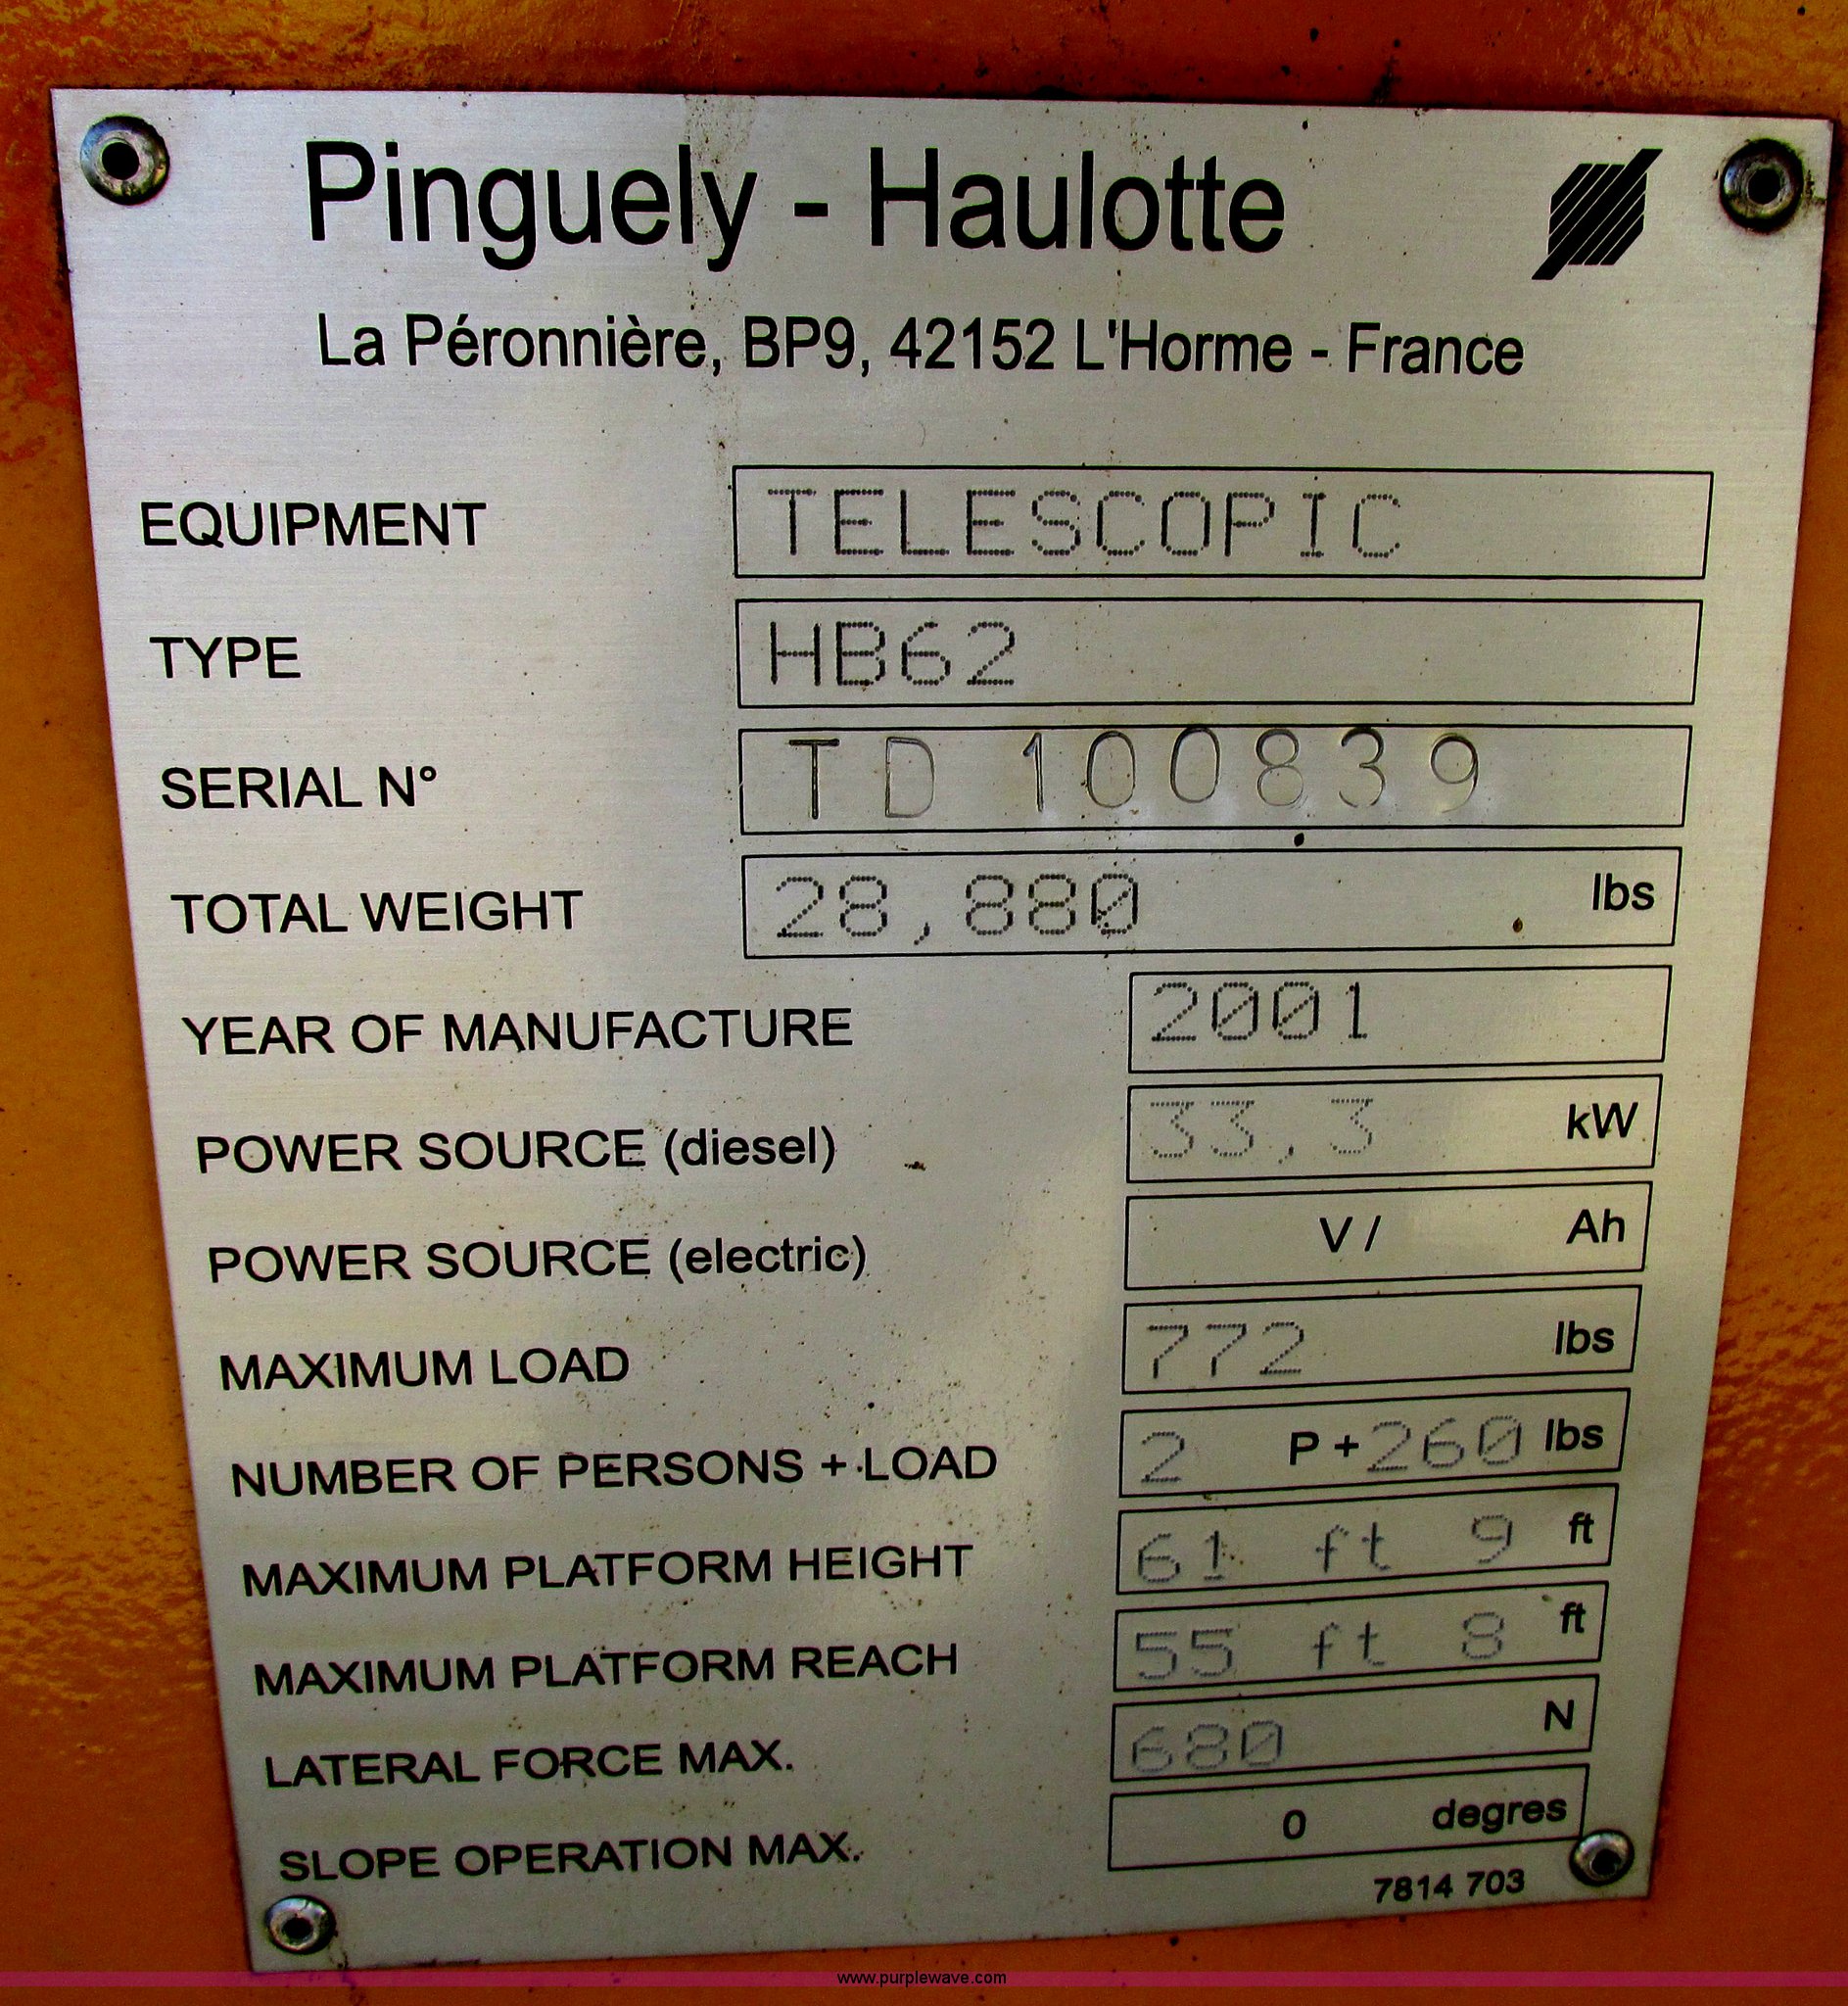 Pinguely - Haulotte
La Péronnière, BP9, 42152 L'Horme - France
EQUIPMENT TELESCOPIC
TYPE HB62
SERIAL N° TD 100839
TOTAL WEIGHT 28,880 lbs
YEAR OF MANUFACTURE 2001
POWER SOURCE (diesel) 33,3 kW
POWER SOURCE (electric) V / Ah
MAXIMUM LOAD 772 lbs
NUMBER OF PERSONS + LOAD 2 P + 260 lbs
MAXIMUM PLATFORM HEIGHT 61 ft 9 ft
MAXIMUM PLATFORM REACH 55 ft 8 ft
LATERAL FORCE MAX. 680 N
SLOPE OPERATION MAX. 0 degres
7814 703
www.purplewave.com